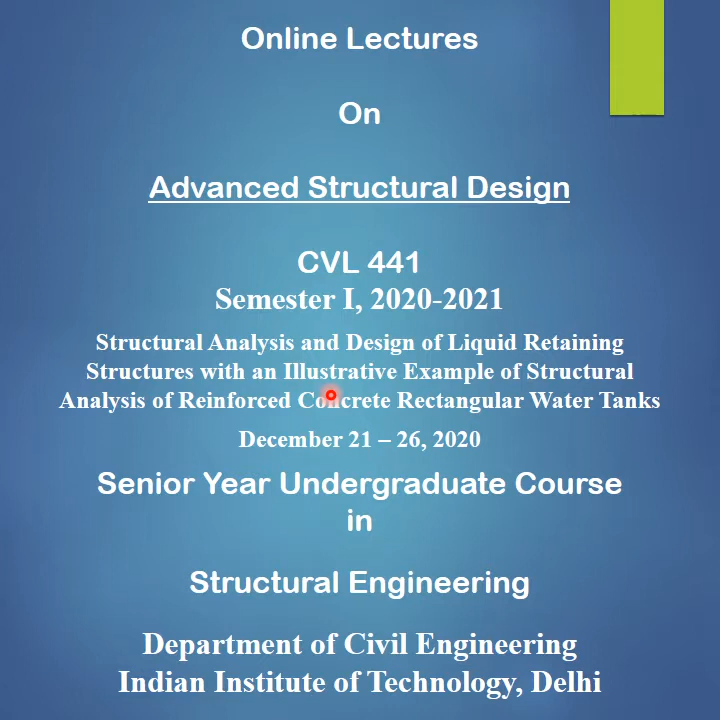 Online Lectures
On
Advanced Structural Design
CVL 441
Semester I, 2020-2021
Structural Analysis and Design of Liquid Retaining
Structures with an Illustrative Example of Structural
Analysis of Reinforced Concrete Rectangular Water Tanks
December 21 – 26, 2020
Senior Year Undergraduate Course
in
Structural Engineering
Department of Civil Engineering
Indian Institute of Technology, Delhi